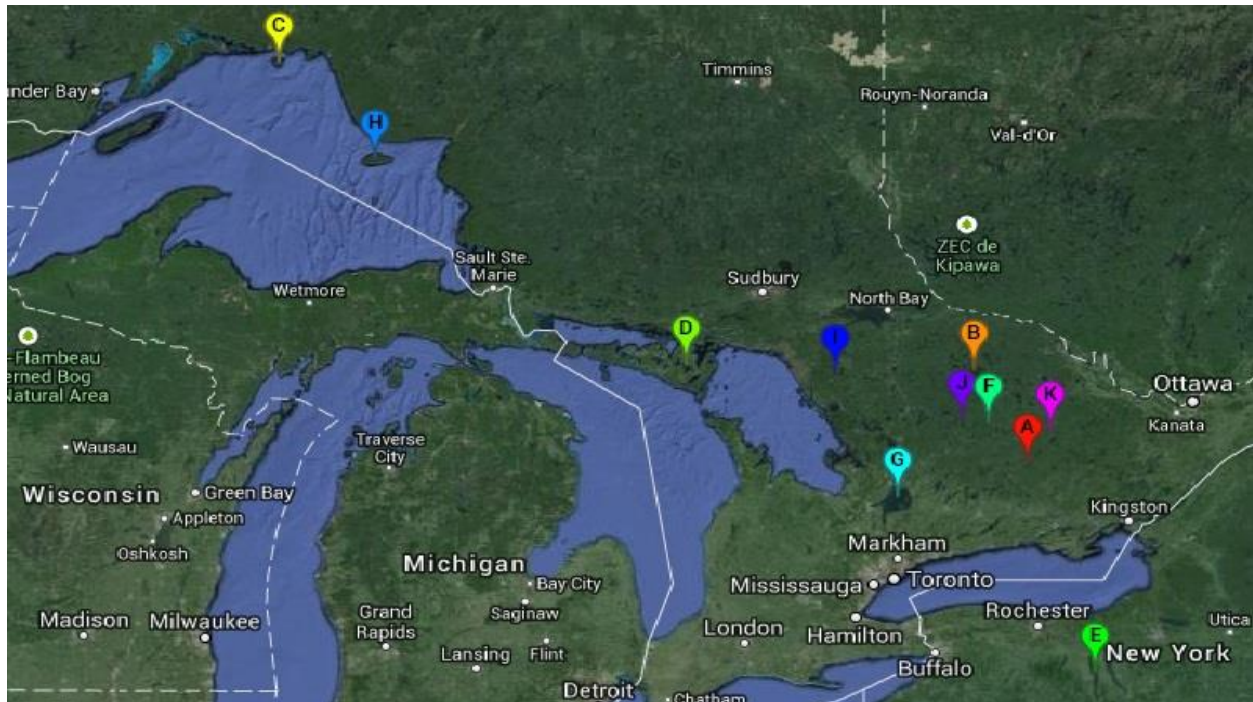 C
Timmins
under Bay
Rouyn-Noranda
H
Val-d'Or
ZEC de
Kipawa
Sault Ste.
Marie
Sudbury
Wetmore
North Bay
D
I
B
-Flambeau
erned Bog
Natural Area
J
F
K
Ottawa
Kanata
A
Wausau
Traverse
City
G
Wisconsin
Green Bay
Appleton
Kingston
Oshkosh
Markham
Michigan
Bay City
Mississauga
Toronto
Saginaw
Madison
Milwaukee
Grand
Rapids
London
Hamilton
Rochester
Utica
Lansing
Flint
E
New York
Buffalo
Detroit
Chatham